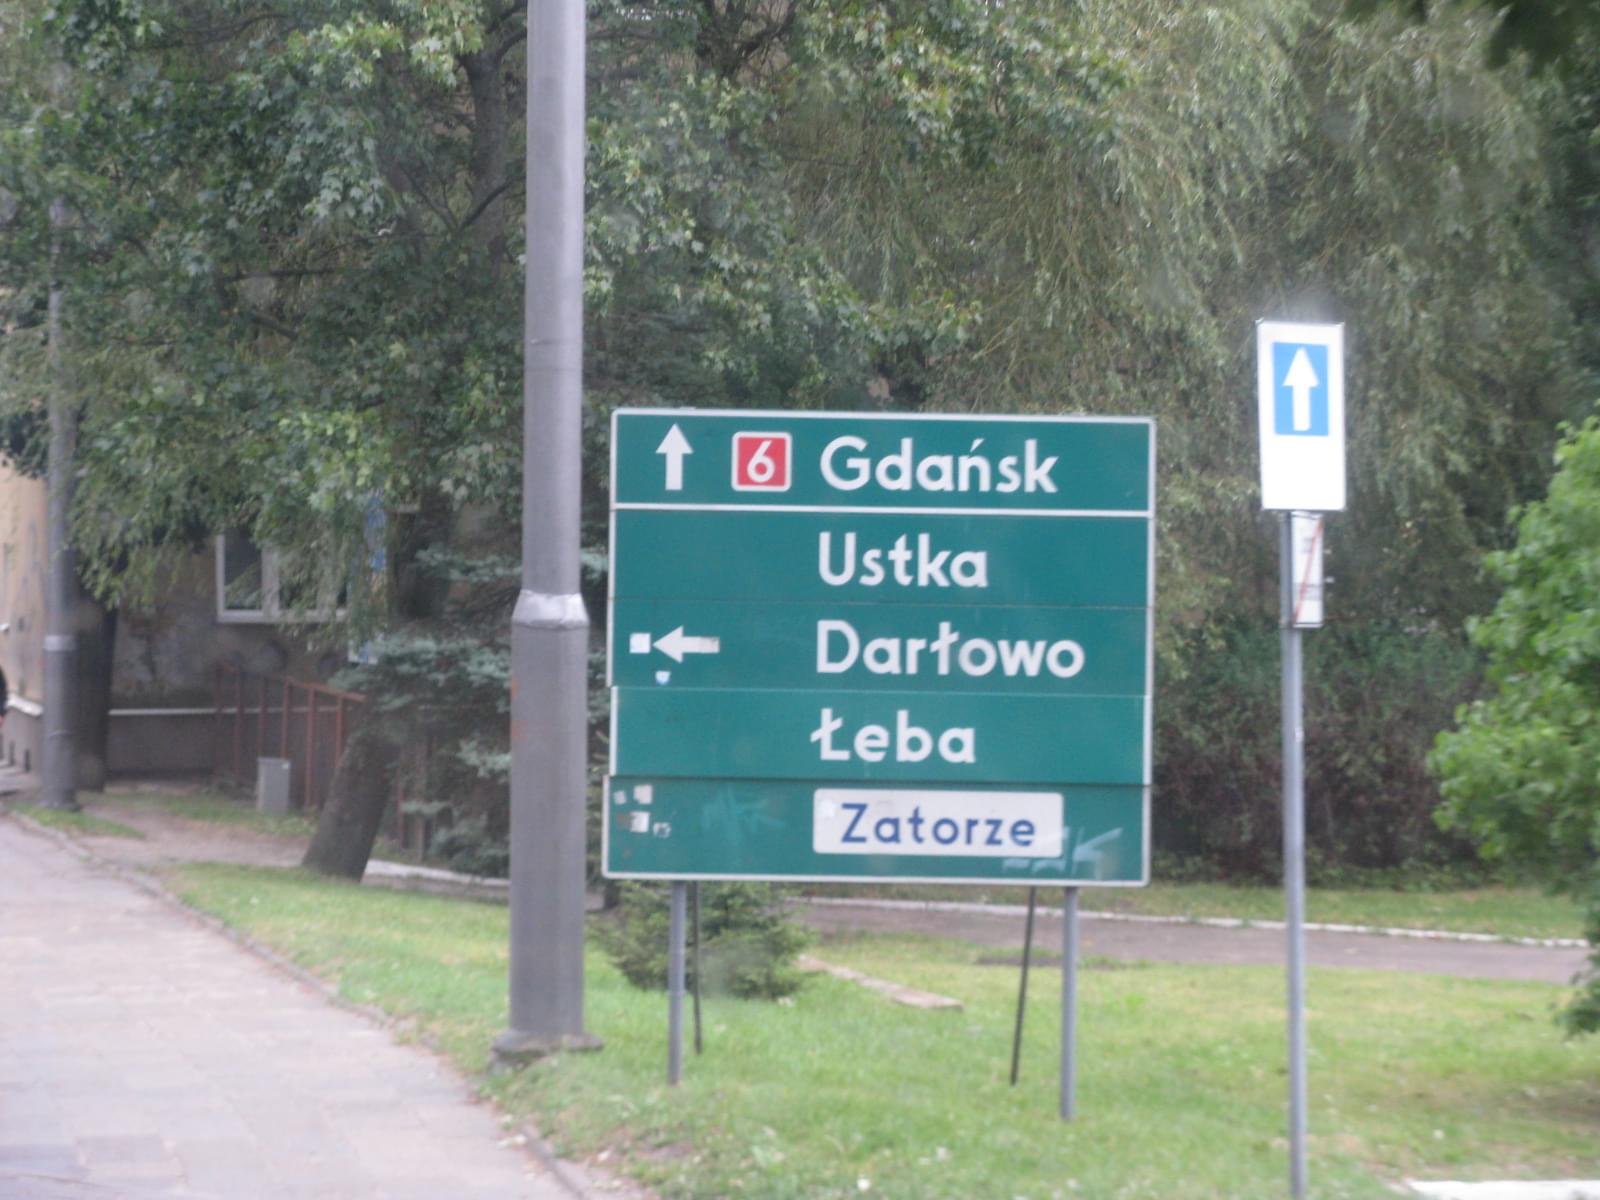 6 Gdańsk
Ustka
Darłowo
Łeba
Zatorze